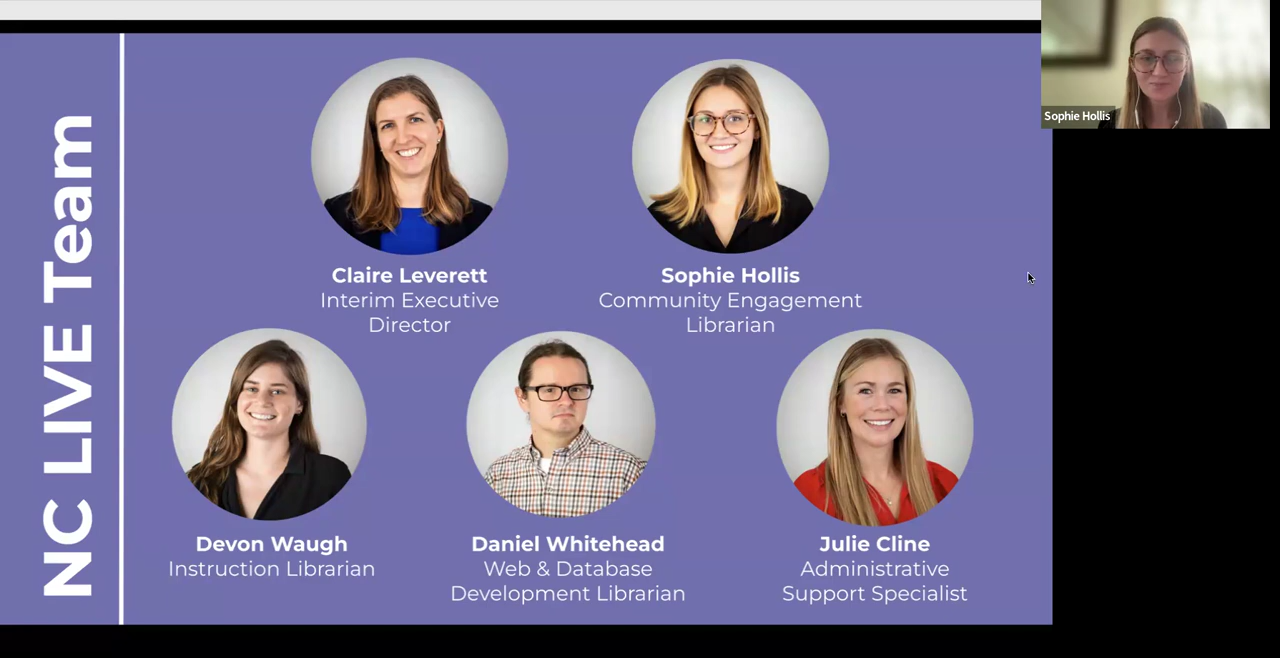 NC LIVE Team
Claire Leverett
Interim Executive
Director
Sophie Hollis
Community Engagement
Librarian
Devon Waugh
Instruction Librarian
Daniel Whitehead
Web & Database
Development Librarian
Julie Cline
Administrative
Support Specialist
Sophie Hollis